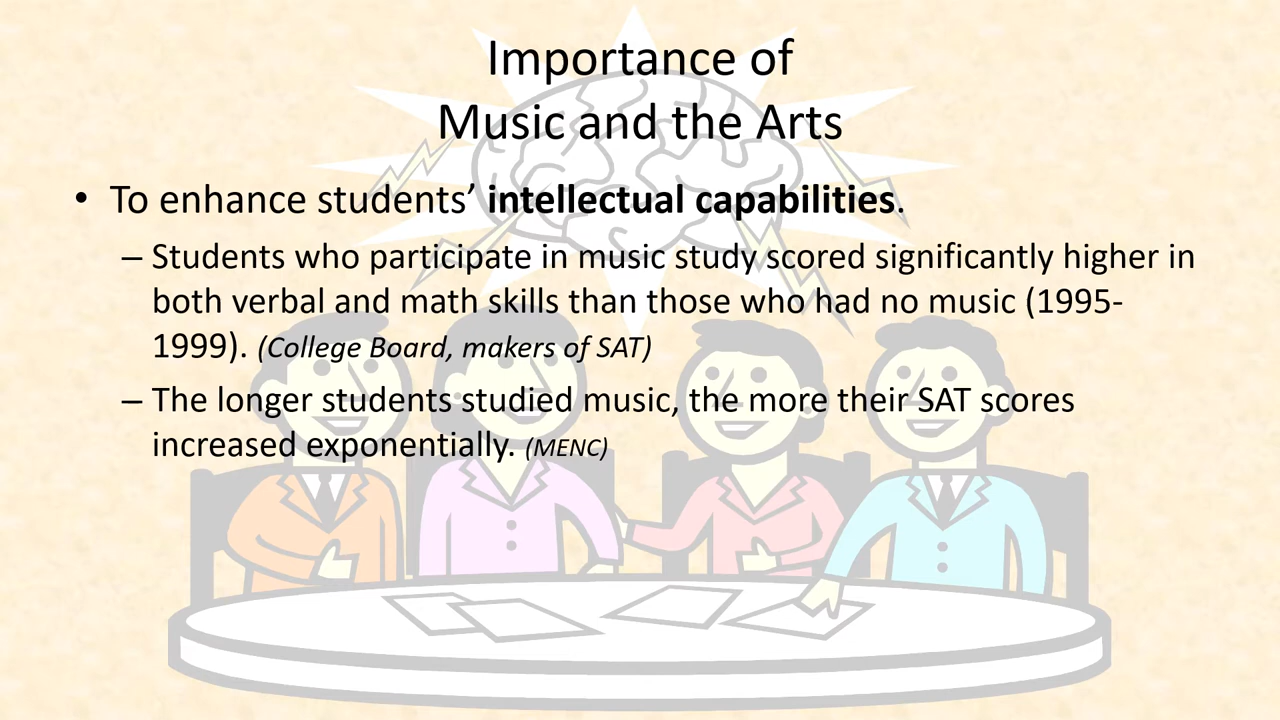 Importance of
Music and the Arts
• To enhance students’ intellectual capabilities.
– Students who participate in music study scored significantly higher in
both verbal and math skills than those who had no music (1995-
1999). (College Board, makers of SAT)
– The longer students studied music, the more their SAT scores
increased exponentially. (MENC)